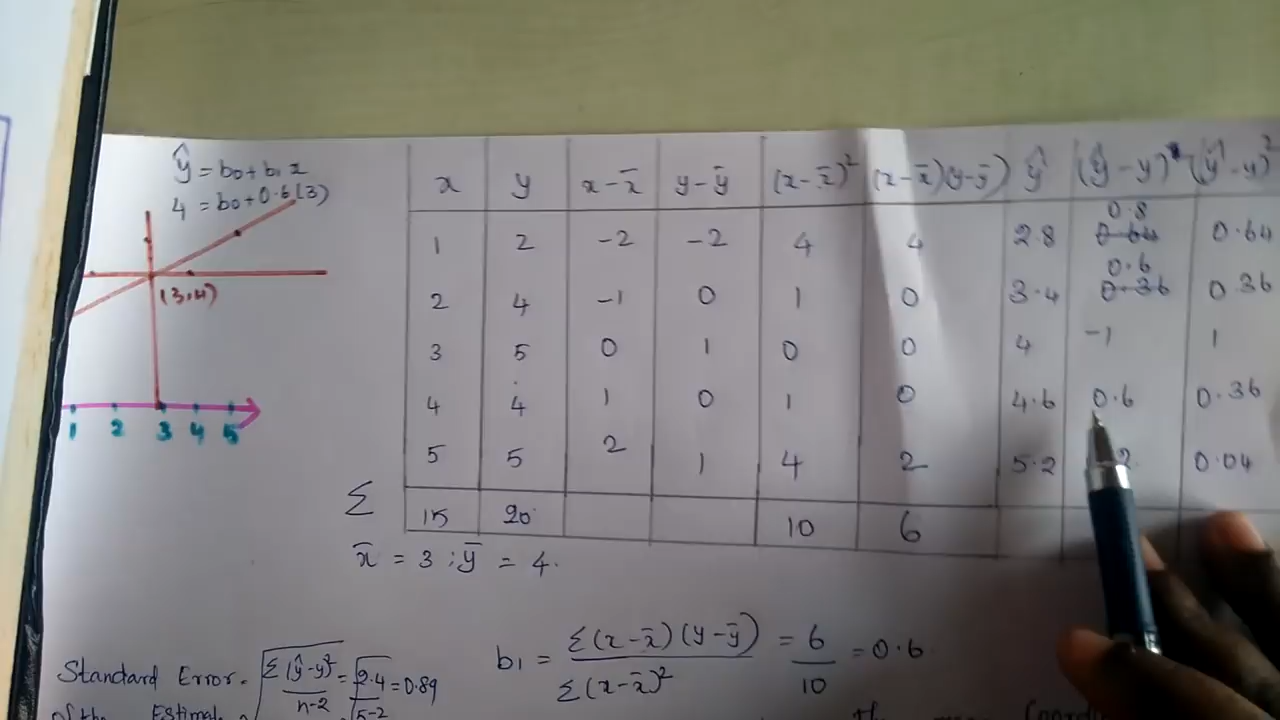 ŷ = b₀ + b₁ x
4 = b₀ + 0.6 (3)
(3,4)
1 2 3 4 5
x y x-x̄ y-ȳ (x-x̄)² (x-x̄)(y-ȳ) ŷ (ŷ-y) (ŷ-y)²
1 2 -2 -2 4 4 2.8 0.8 0.64
2 4 -1 0 1 0 3.4 0.6 0.36
3 5 0 1 0 0 4 -1 1
4 4 1 0 1 0 4.6 0.6 0.36
5 5 2 1 4 2 5.2 2 0.04
Σ 15 20 10 6
x̄ = 3 ; ȳ = 4.
b₁ = Σ(x-x̄)(y-ȳ) / Σ(x-x̄)² = 6/10 = 0.6
Standard Error = √Σ(ŷ-y)²/n-2 = √2.4/5-2 = 0.89
of the Estimat